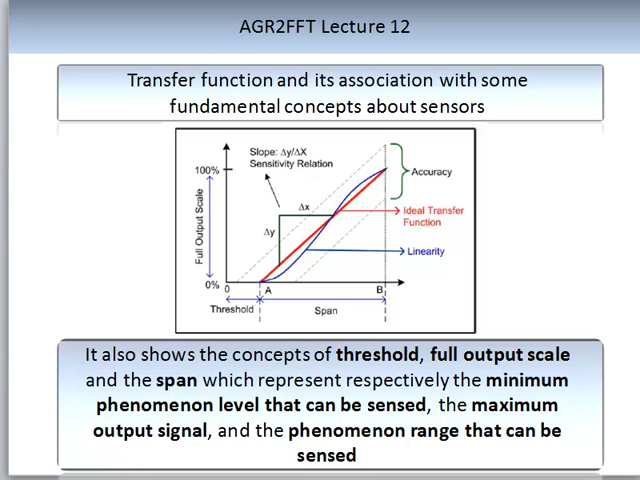 AGR2FFT Lecture 12
Transfer function and its association with some
fundamental concepts about sensors
Slope: Δy/ΔX
Sensitivity Relation
100%
Accuracy
Δx
Ideal Transfer
Function
Δy
Full Output Scale
Linearity
0%
0
A
B
Threshold
Span
It also shows the concepts of threshold, full output scale
and the span which represent respectively the minimum
phenomenon level that can be sensed, the maximum
output signal, and the phenomenon range that can be
sensed